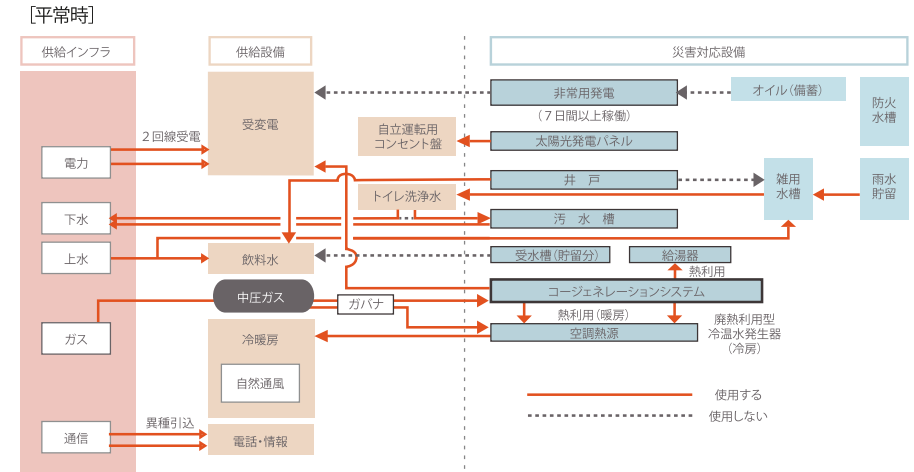 ［平常時］
供給インフラ
供給設備
災害対応設備
非常用発電
オイル（備蓄）
防火
水槽
（７日間以上稼働）
２回線受電
受変電
自立運転用
コンセント盤
太陽光発電パネル
電力
井　戸
雑用
水槽
雨水
貯留
トイレ洗浄水
下水
汚　水　槽
上水
飲料水
受水槽（貯留分）
給湯器
熱利用
中圧ガス
ガバナ
コージェネレーションシステム
熱利用（暖房）
廃熱利用型
冷温水発生器
（冷房）
ガス
冷暖房
空調熱源
自然通風
使用する
異種引込
使用しない
通信
電話・情報